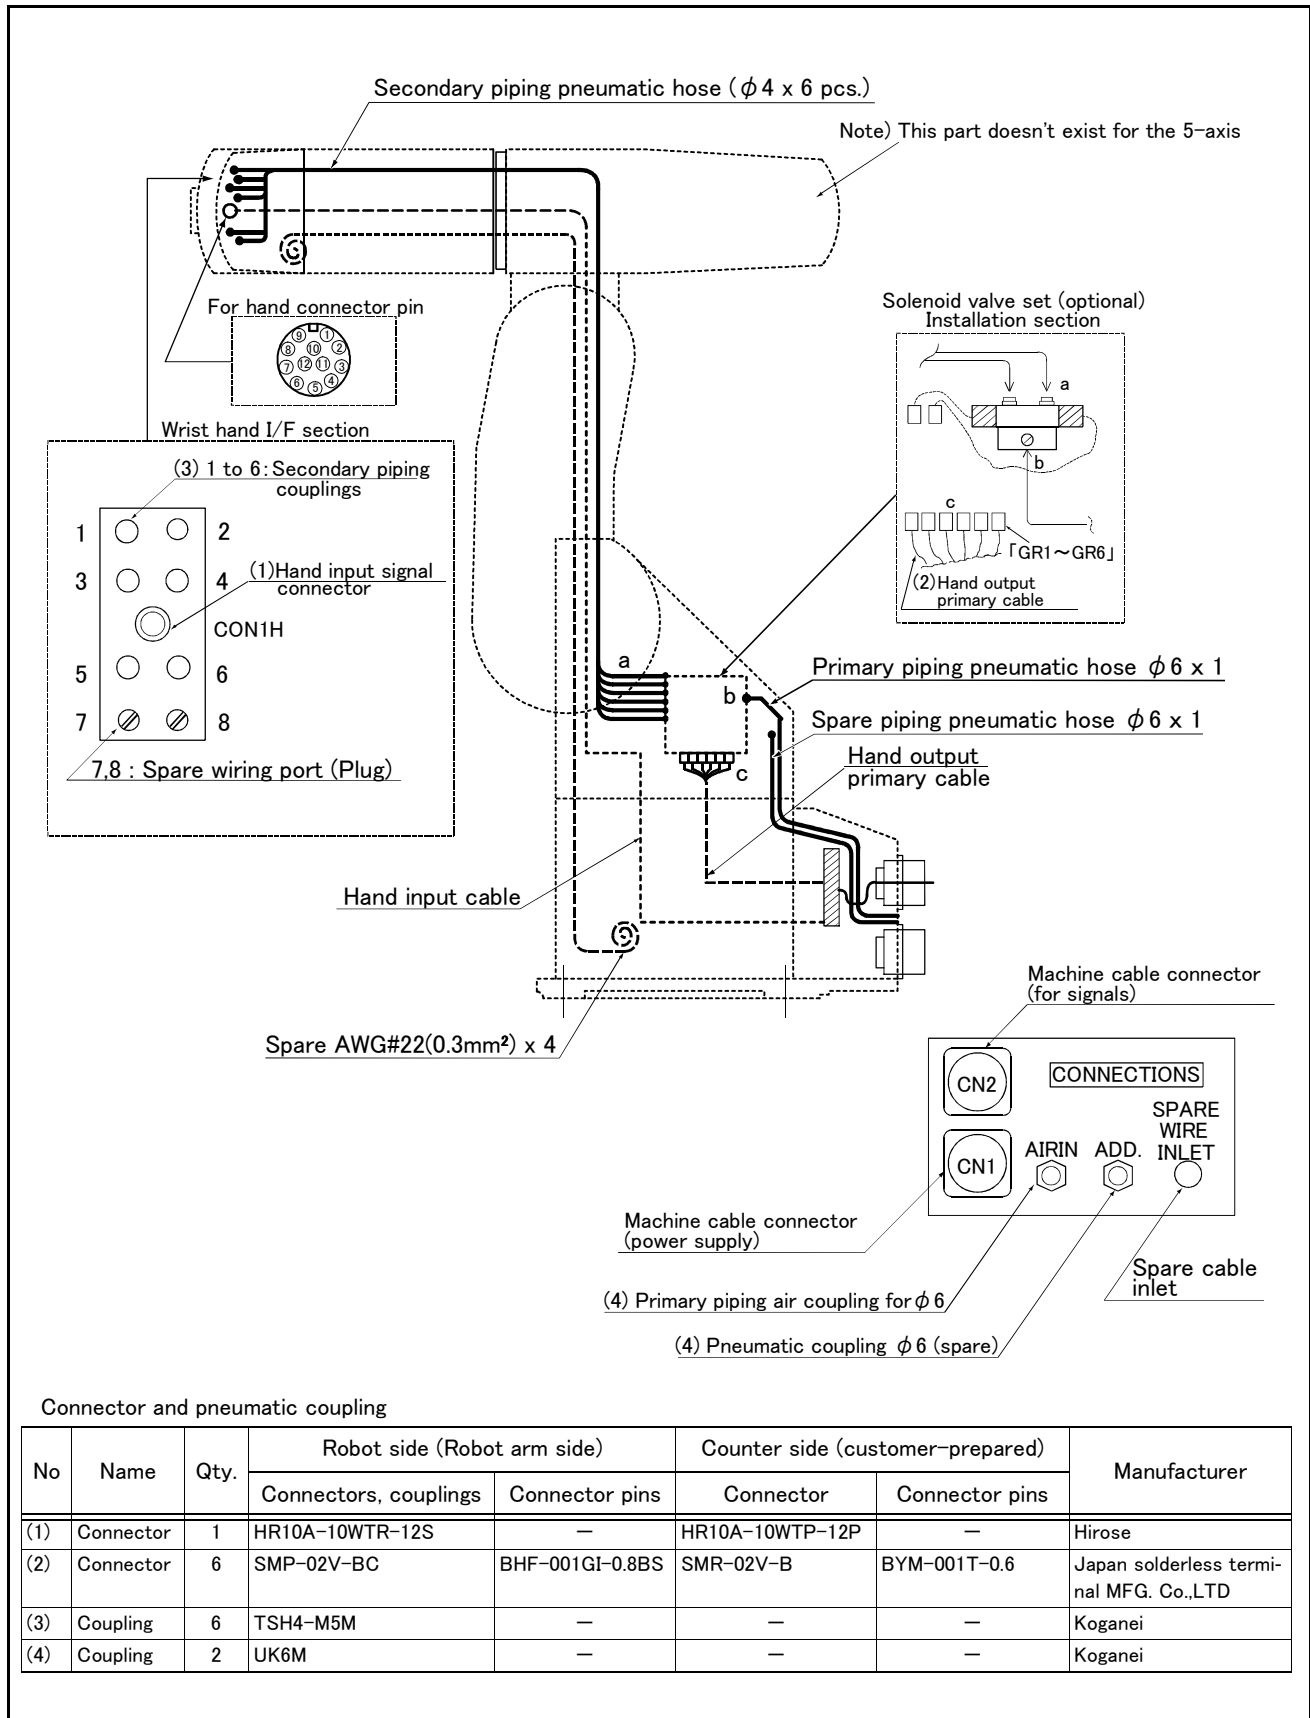 Secondary piping pneumatic hose (φ4 x 6 pcs.)
Note) This part doesn't exist for the 5-axis
For hand connector pin
9 1
8 10 2
7 12 11 3
6 5 4
Solenoid valve set (optional)
Installation section
a
b
c
「GR1～GR6」
(2)Hand output
primary cable
Wrist hand I/F section
(3) 1 to 6: Secondary piping
couplings
1 2
3 4
(1)Hand input signal
connector
CON1H
5 6
7 8
7,8 : Spare wiring port (Plug)
a
b
c
Primary piping pneumatic hose φ6 x 1
Spare piping pneumatic hose φ6 x 1
Hand output
primary cable
Hand input cable
Spare AWG#22(0.3mm²) x 4
Machine cable connector
(for signals)
CN2
CONNECTIONS
SPARE
WIRE
INLET
CN1
AIRIN
ADD.
Machine cable connector
(power supply)
Spare cable
inlet
(4) Primary piping air coupling for φ6
(4) Pneumatic coupling φ6 (spare)
Connector and pneumatic coupling
No Name Qty. Robot side (Robot arm side) Counter side (customer-prepared) Manufacturer
Connectors, couplings Connector pins Connector Connector pins
(1) Connector 1 HR10A-10WTR-12S － HR10A-10WTP-12P － Hirose
(2) Connector 6 SMP-02V-BC BHF-001GI-0.8BS SMR-02V-B BYM-001T-0.6 Japan solderless termi-
nal MFG. Co.,LTD
(3) Coupling 6 TSH4-M5M － － － Koganei
(4) Coupling 2 UK6M － － － Koganei